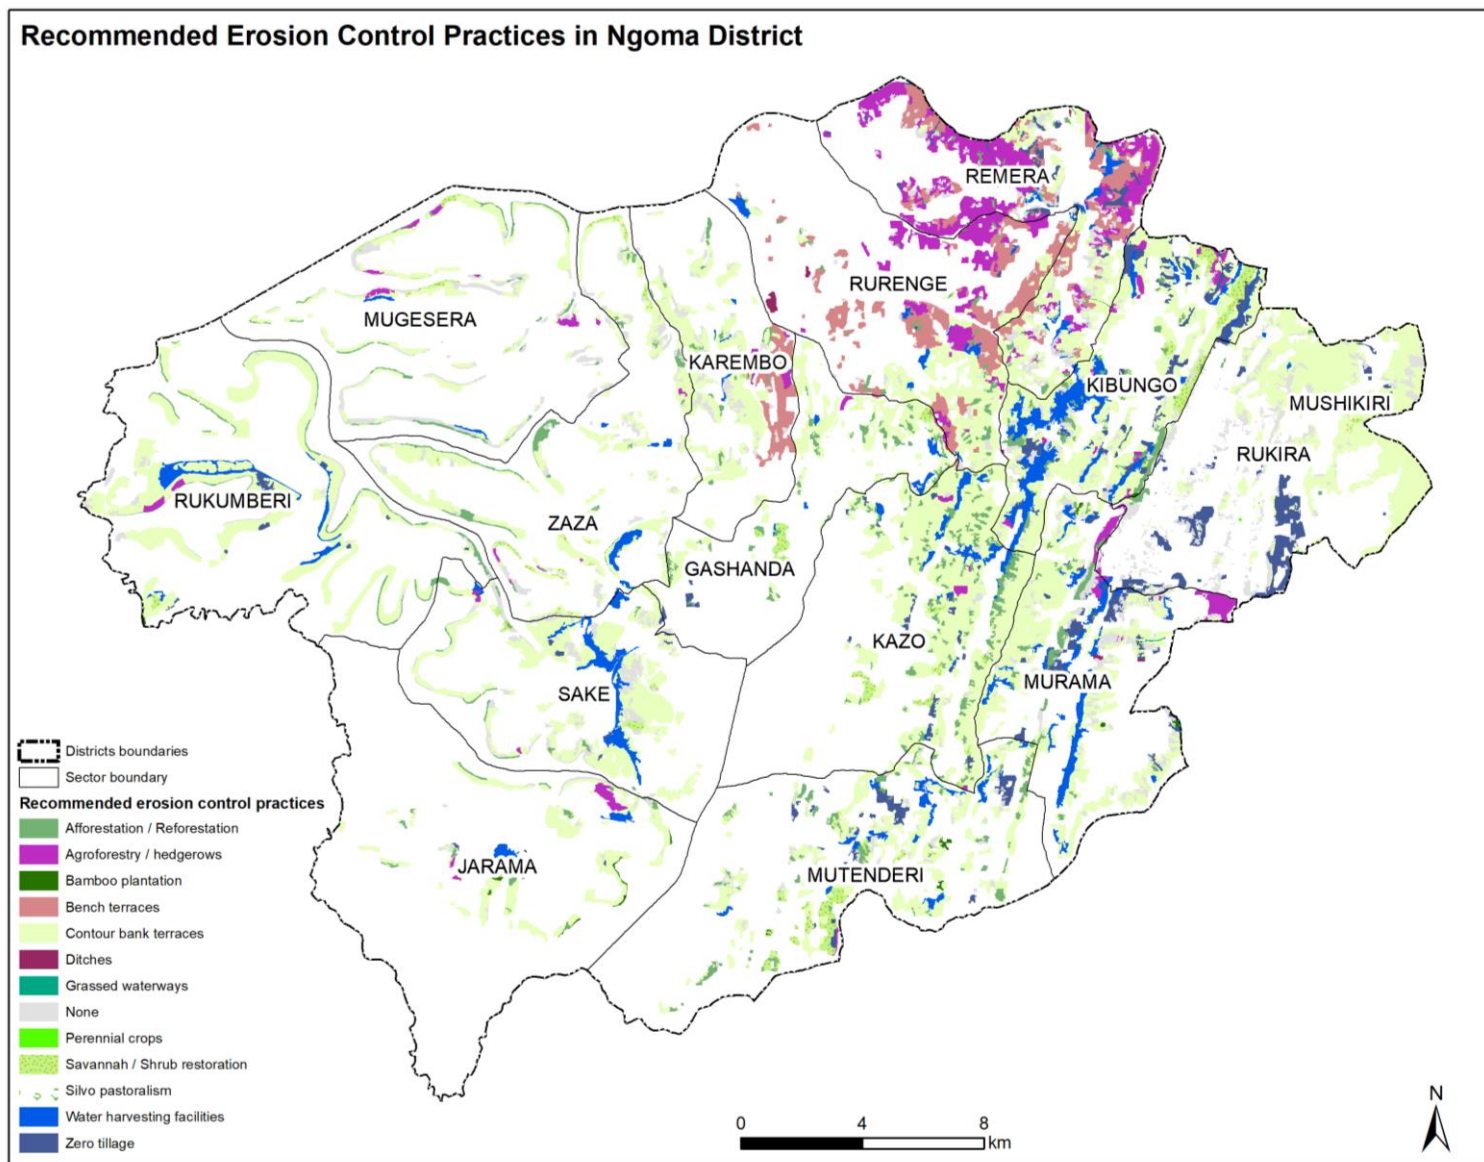 Recommended Erosion Control Practices in Ngoma District
REMERA
RURENGE
MUGESERA
KAREMBO
KIBUNGO
MUSHIKIRI
RUKIRA
RUKUMBERI
ZAZA
GASHANDA
KAZO
MURAMA
SAKE
JARAMA
MUTENDERI
Districts boundaries
Sector boundary
Recommended erosion control practices
Afforestation / Reforestation
Agroforestry / hedgerows
Bamboo plantation
Bench terraces
Contour bank terraces
Ditches
Grassed waterways
None
Perennial crops
Savannah / Shrub restoration
Silvo pastoralism
Water harvesting facilities
Zero tillage
0 4 8
km
N